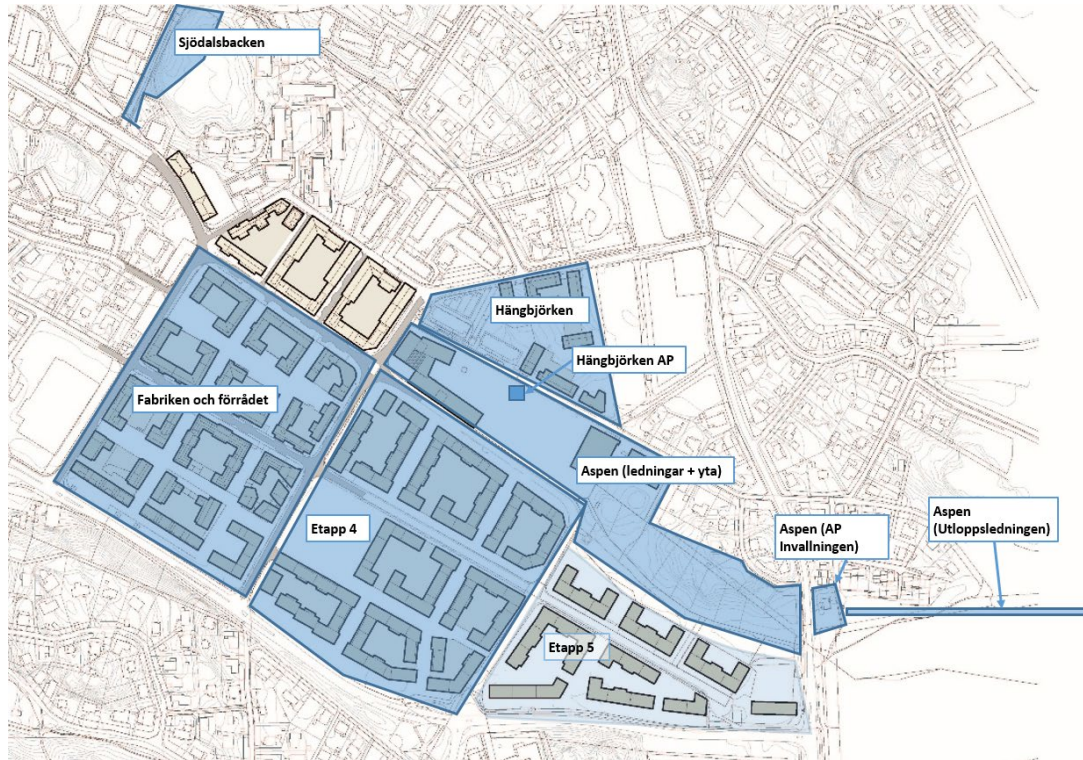 Sjödalsbacken
Hängbjörken
Hängbjörken AP
Fabriken och förrådet
Aspen (ledningar + yta)
Aspen
(Utloppsledningen)
Aspen (AP
Invallningen)
Etapp 4
Etapp 5